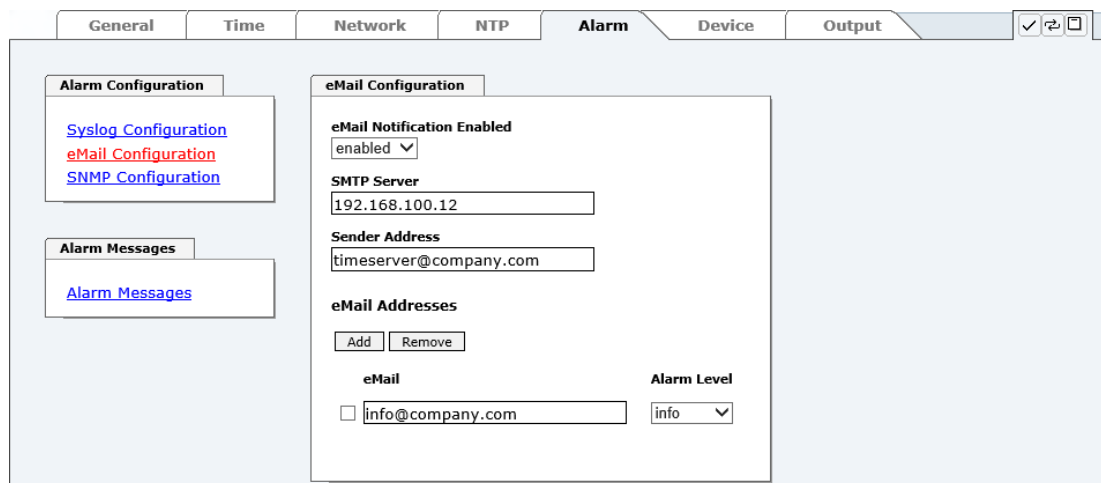 General Time Network NTP Alarm Device Output
Alarm Configuration
Syslog Configuration
eMail Configuration
SNMP Configuration
Alarm Messages
Alarm Messages
eMail Configuration
eMail Notification Enabled
enabled
SMTP Server
192.168.100.12
Sender Address
timeserver@company.com
eMail Addresses
Add Remove
eMail Alarm Level
info@company.com info